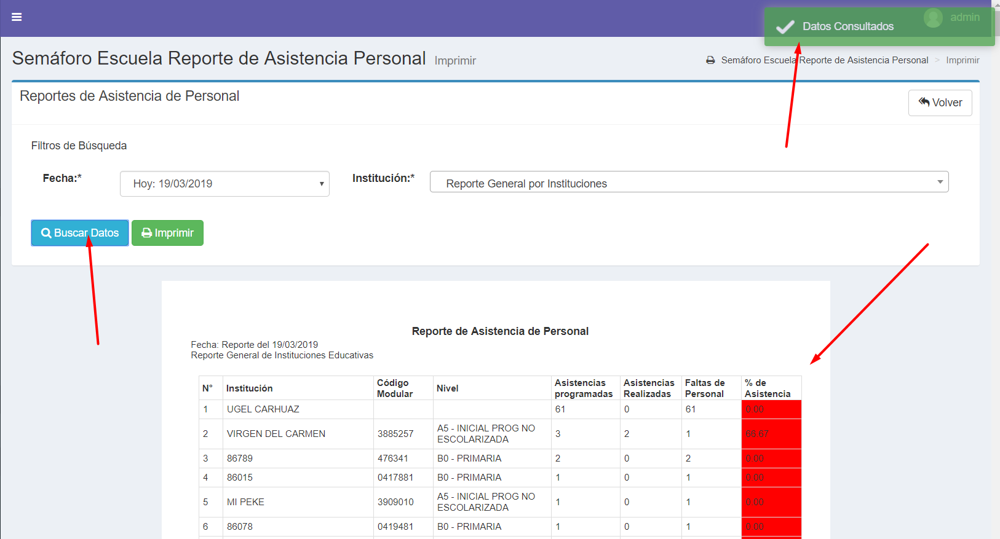 Datos Consultados
admin
Semáforo Escuela Reporte de Asistencia Personal Imprimir
Semáforo Escuela Reporte de Asistencia Personal > Imprimir
Reportes de Asistencia de Personal
Volver
Filtros de Búsqueda
Fecha:* Hoy: 19/03/2019 Institución:* Reporte General por Instituciones
Buscar Datos Imprimir
Reporte de Asistencia de Personal
Fecha: Reporte del 19/03/2019
Reporte General de Instituciones Educativas
N° Institución Código Modular Nivel Asistencias programadas Asistencias Realizadas Faltas de Personal % de Asistencia
1 UGEL CARHUAZ 61 0 61 0.00
2 VIRGEN DEL CARMEN 3885257 A5 - INICIAL PROG NO ESCOLARIZADA 3 2 1 66.67
3 86789 476341 B0 - PRIMARIA 2 0 2 0.00
4 86015 0417881 B0 - PRIMARIA 1 0 1 0.00
5 MI PEKE 3909010 A5 - INICIAL PROG NO ESCOLARIZADA 1 0 1 0.00
6 86078 0419481 B0 - PRIMARIA 1 0 1 0.00